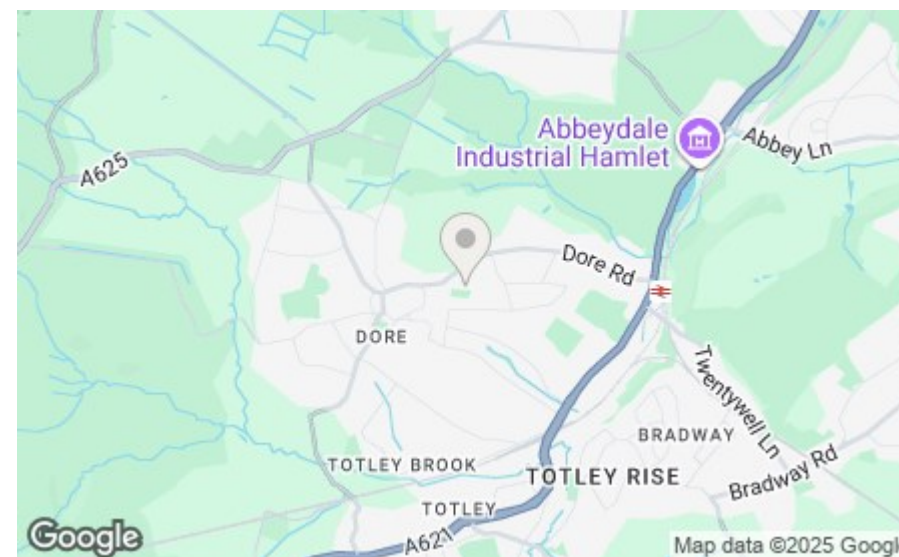 Abbeydale
Industrial Hamlet
Abbey Ln
A625
Dore Rd
DORE
Twentywell Ln
BRADWAY
TOTLEY BROOK
TOTLEY RISE
Bradway Rd
TOTLEY
A621
Google
Map data ©2025 Googl